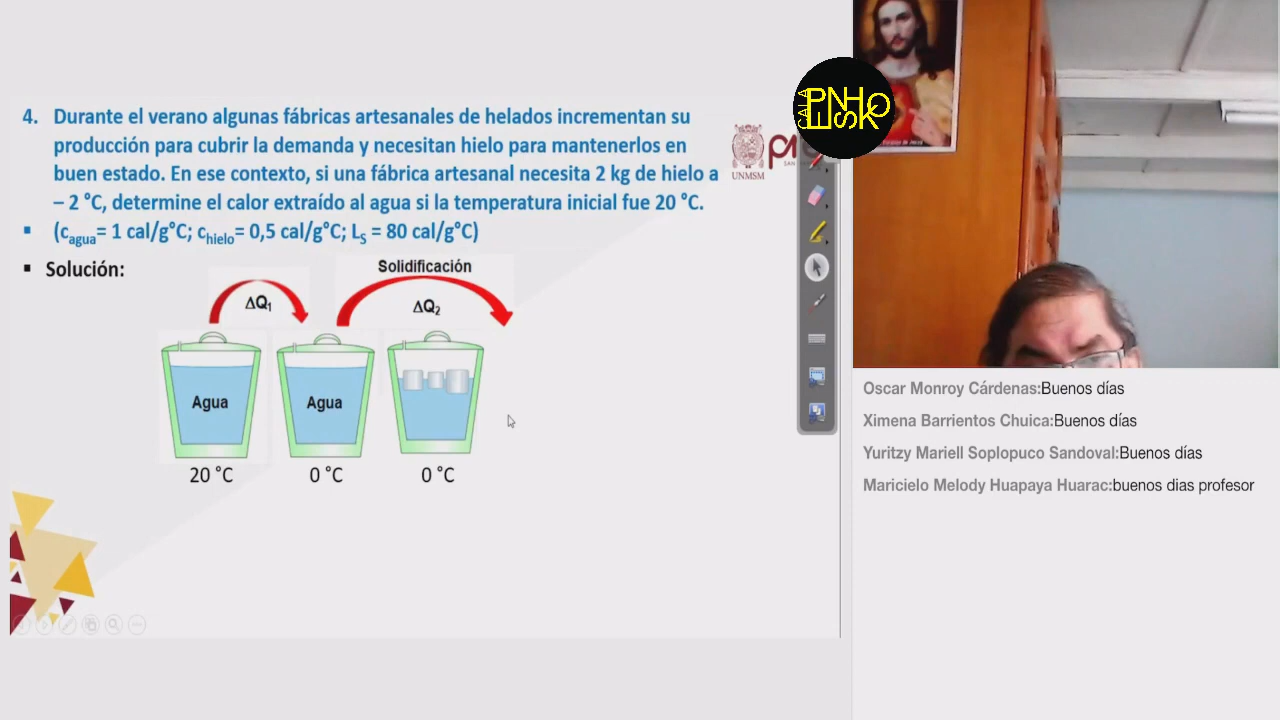 4. Durante el verano algunas fábricas artesanales de helados incrementan su
producción para cubrir la demanda y necesitan hielo para mantenerlos en
buen estado. En ese contexto, si una fábrica artesanal necesita 2 kg de hielo a
– 2 °C, determine el calor extraído al agua si la temperatura inicial fue 20 °C.
(cagua= 1 cal/g°C; chielo= 0,5 cal/g°C; LS = 80 cal/g°C)
Solución:
Solidificación
ΔQ1
ΔQ2
Agua
Agua
20 °C
0 °C
0 °C
UNMSM
Oscar Monroy Cárdenas:Buenos días
Ximena Barrientos Chuica:Buenos días
Yuritzy Mariell Soplopuco Sandoval:Buenos días
Maricielo Melody Huapaya Huarac:buenos dias profesor